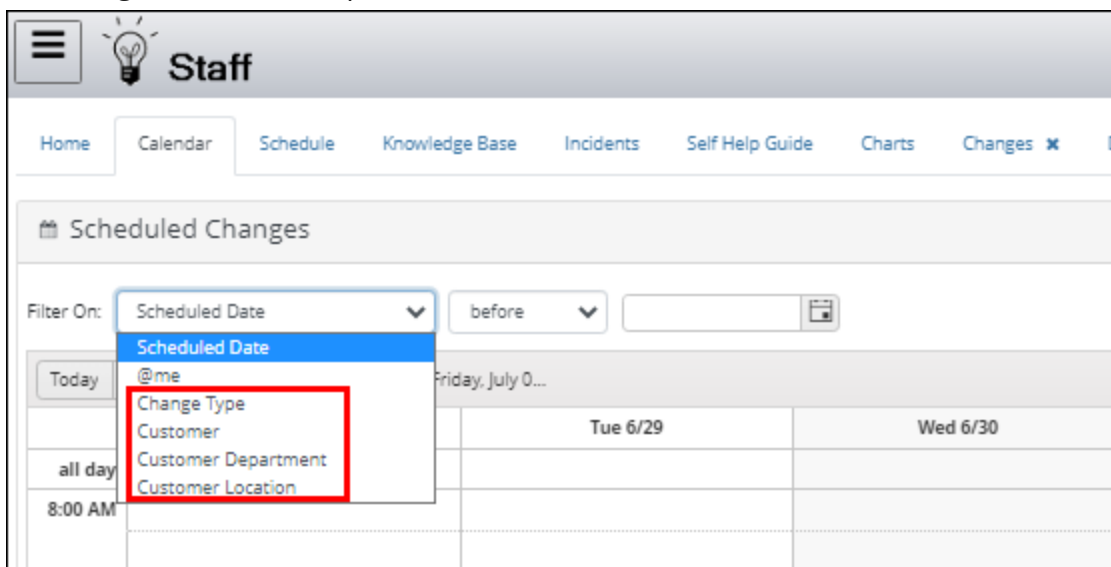 Staff
Home Calendar Schedule Knowledge Base Incidents Self Help Guide Charts Changes
Scheduled Changes
Filter On: Scheduled Date before
Scheduled Date
@me
Change Type
Customer
Customer Department
Customer Location
Today Friday, July 0...
Tue 6/29 Wed 6/30
all day
8:00 AM